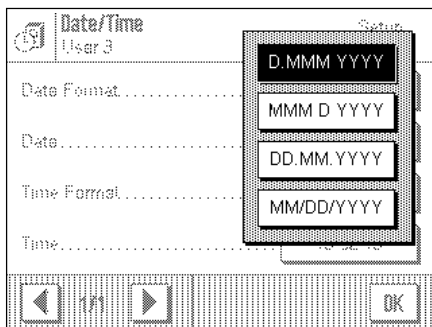 Date/Time
Setup
User 3
Date Format
Date
Time Format
Time
D.MMM YYYY
MMM D YYYY
DD.MM.YYYY
MM/DD/YYYY
1/1
OK